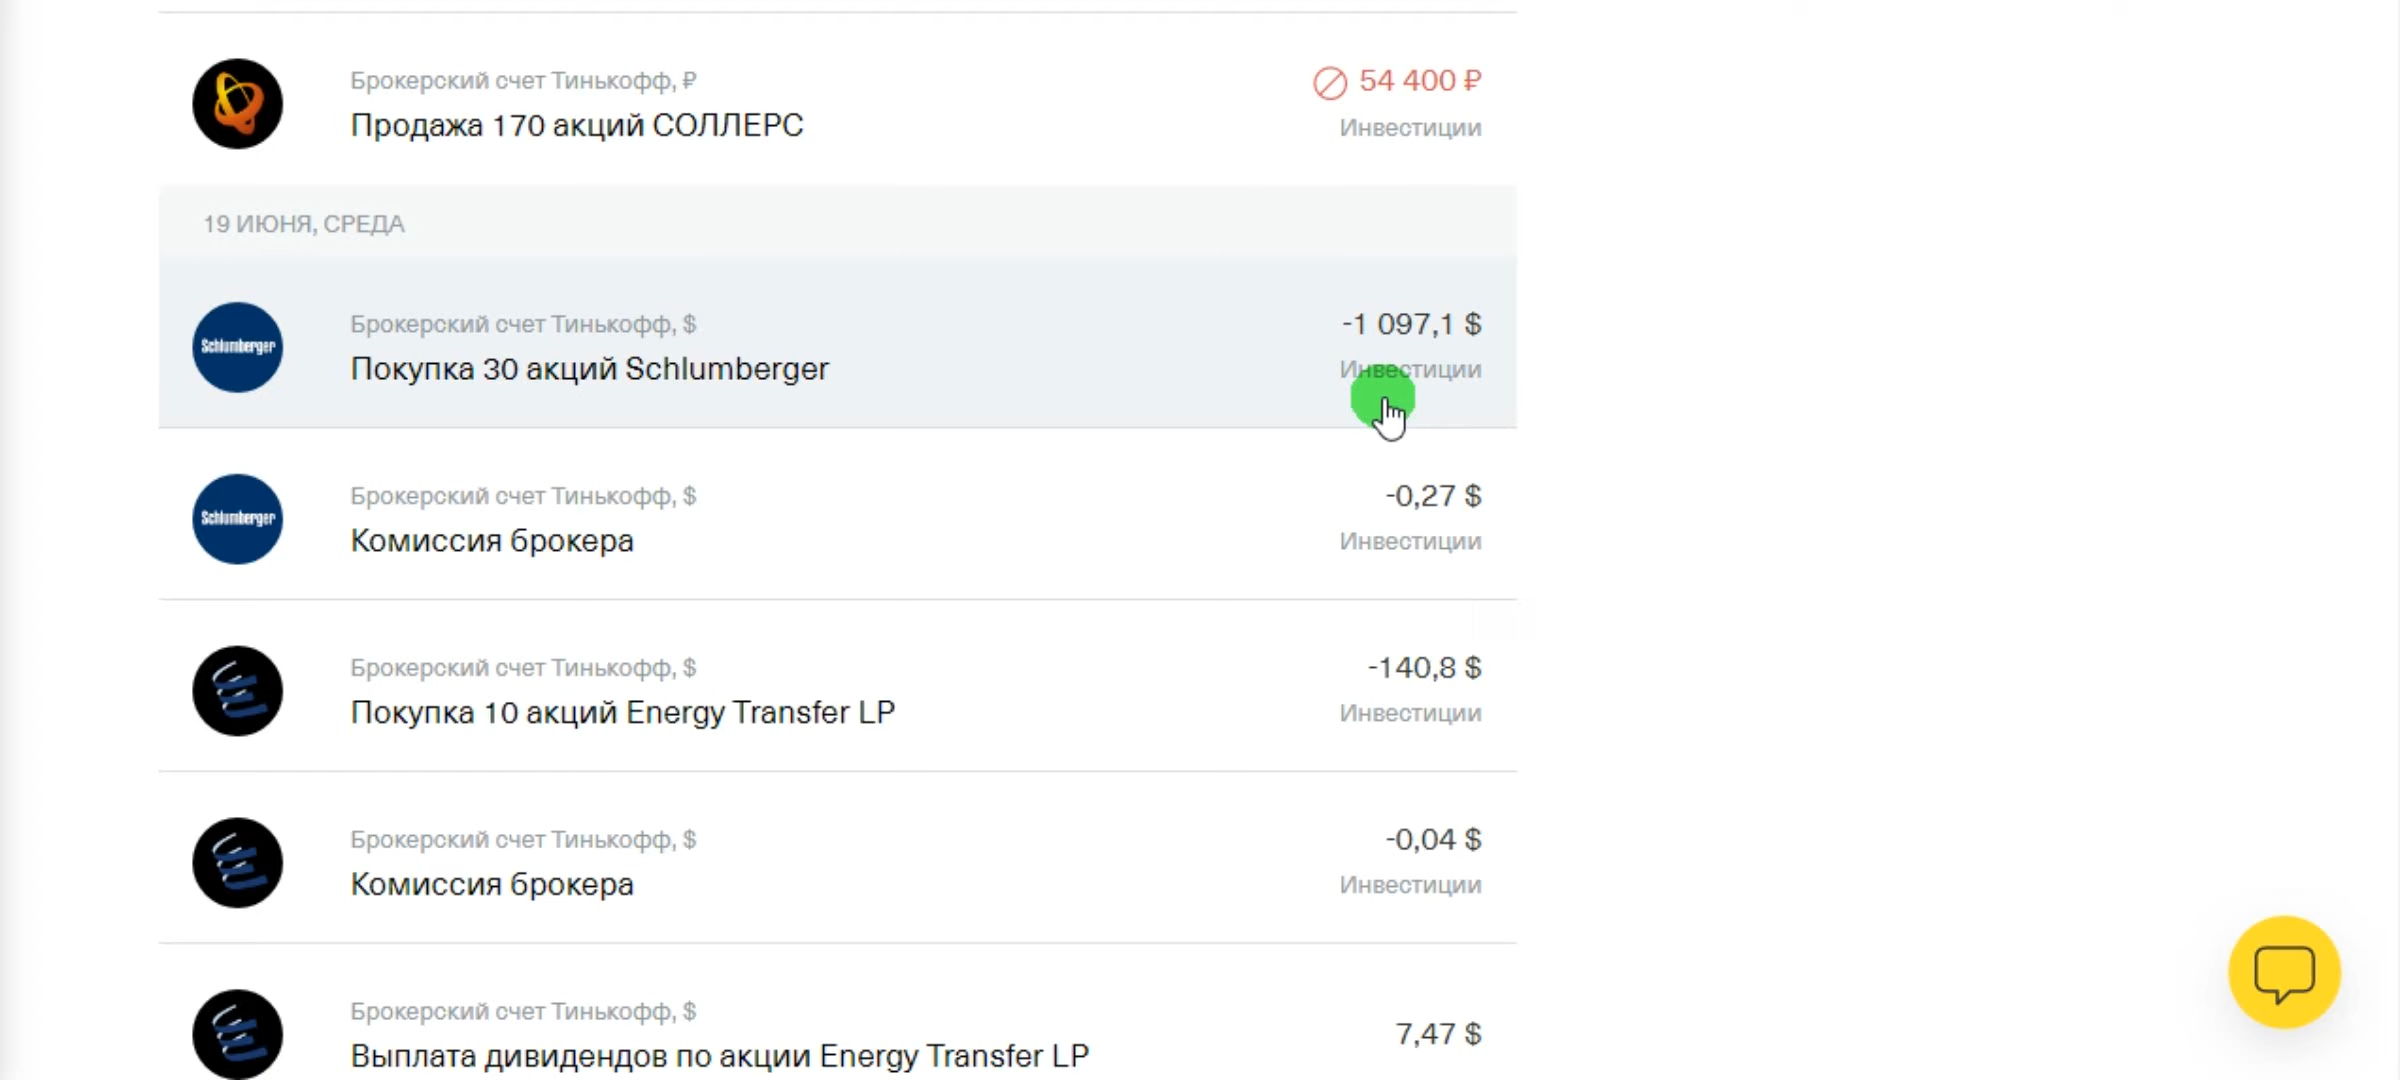 Брокерский счет Тинькофф, ₽
54 400 ₽
Продажа 170 акций СОЛЛЕРС
Инвестиции
19 ИЮНЯ, СРЕДА
Schlumberger
Брокерский счет Тинькофф, $
-1 097,1 $
Покупка 30 акций Schlumberger
Инвестиции
Schlumberger
Брокерский счет Тинькофф, $
-0,27 $
Комиссия брокера
Инвестиции
Брокерский счет Тинькофф, $
-140,8 $
Покупка 10 акций Energy Transfer LP
Инвестиции
Брокерский счет Тинькофф, $
-0,04 $
Комиссия брокера
Инвестиции
Брокерский счет Тинькофф, $
7,47 $
Выплата дивидендов по акции Energy Transfer LP